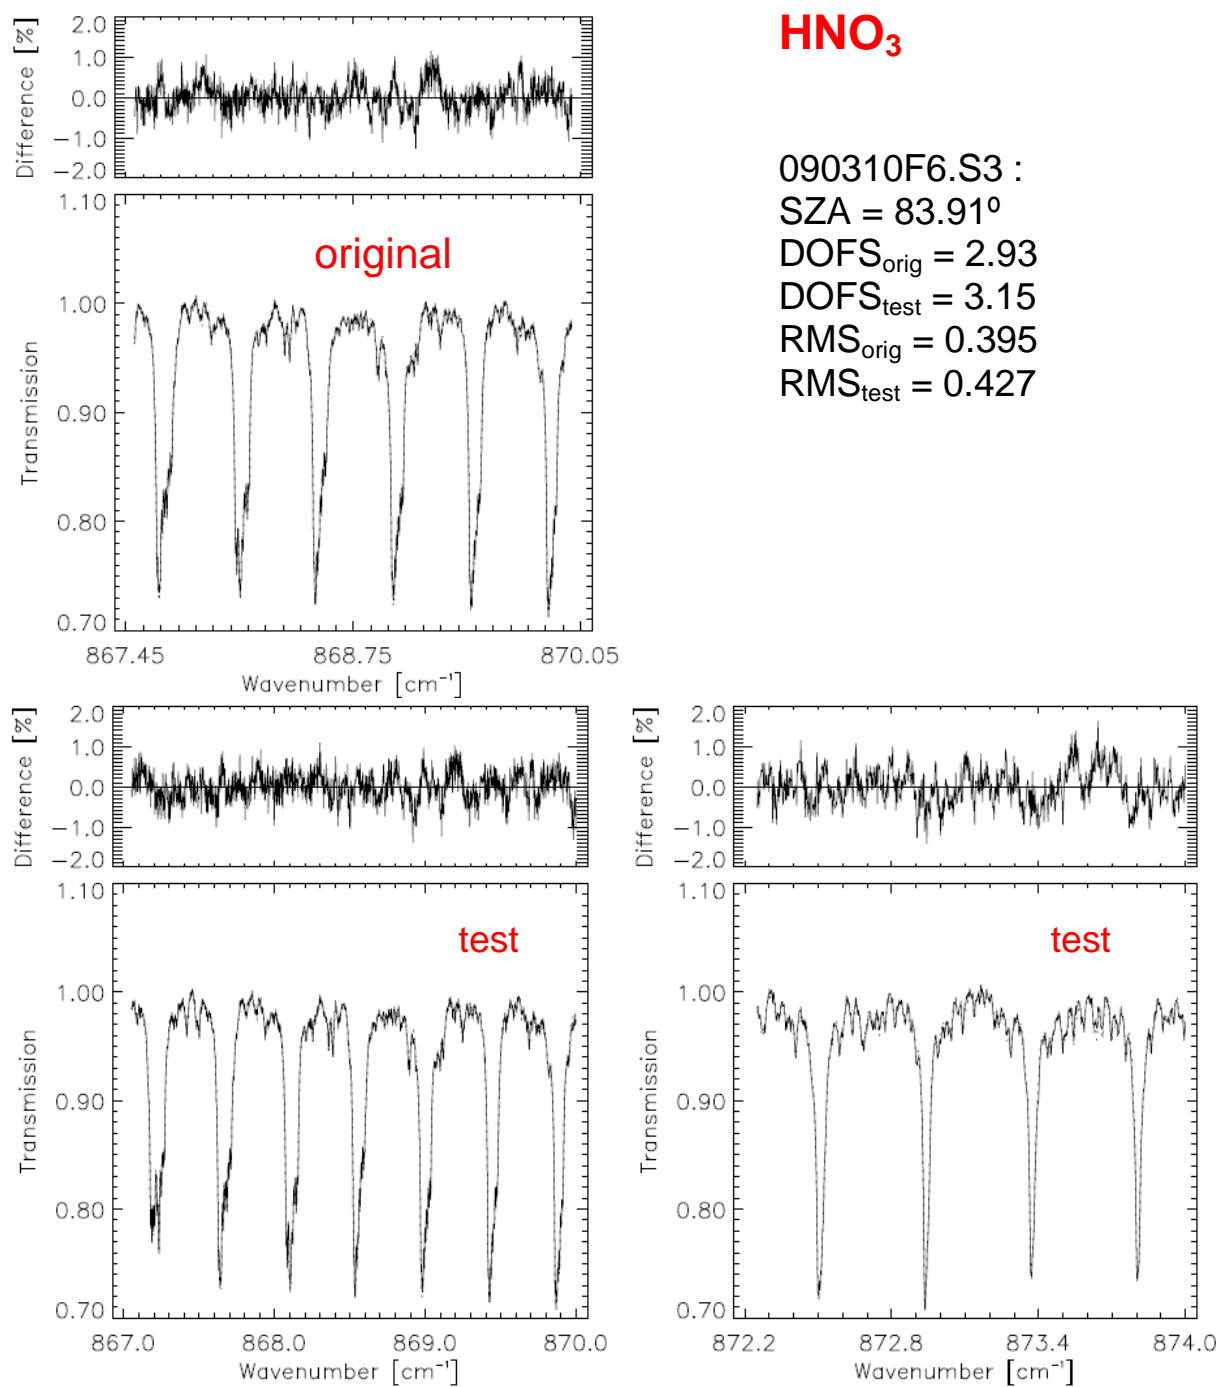 HNO₃
090310F6.S3 :
SZA = 83.91º
DOFS_orig = 2.93
DOFS_test = 3.15
RMS_orig = 0.395
RMS_test = 0.427
Difference [%]
2.0
1.0
0.0
−1.0
−2.0
original
Transmission
1.10
1.00
0.90
0.80
0.70
867.45 868.75 870.05
Wavenumber [cm⁻¹]
Difference [%]
2.0
1.0
0.0
−1.0
−2.0
test
Transmission
1.10
1.00
0.90
0.80
0.70
867.0 868.0 869.0 870.0
Wavenumber [cm⁻¹]
Difference [%]
2.0
1.0
0.0
−1.0
−2.0
test
Transmission
1.10
1.00
0.90
0.80
0.70
872.2 872.8 873.4 874.0
Wavenumber [cm⁻¹]